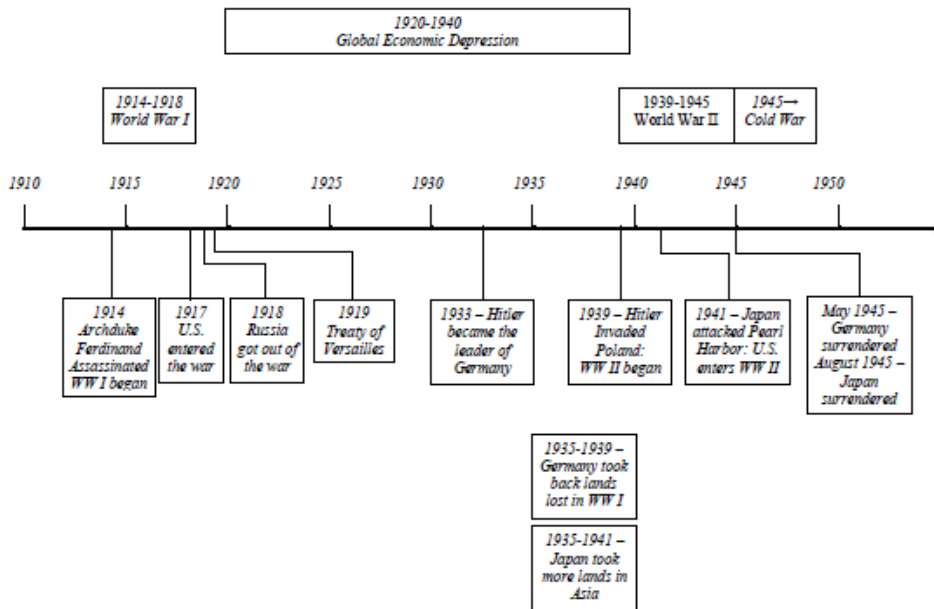 1920-1940
Global Economic Depression
1914-1918
World War I
1939-1945
World War II
1945→
Cold War
1910
1915
1920
1925
1930
1935
1940
1945
1950
1914
Archduke
Ferdinand
Assassinated
WW I began
1917
U.S.
entered
the war
1918
Russia
got out of
the war
1919
Treaty of
Versailles
1933 – Hitler
became the
leader of
Germany
1939 – Hitler
Invaded
Poland:
WW II began
1941 – Japan
attacked Pearl
Harbor: U.S.
enters WW II
May 1945 –
Germany
surrendered
August 1945 –
Japan
surrendered
1935-1939 –
Germany took
back lands
lost in WW I
1935-1941 –
Japan took
more lands in
Asia